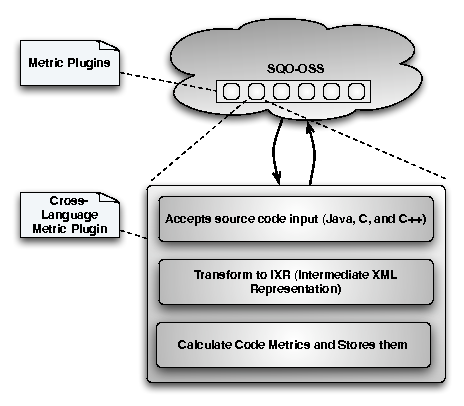 SQO-OSS
Metric Plugins
Cross-
Language
Metric Plugin
Accepts source code input (Java, C, and C++)
Transform to IXR (Intermediate XML
Representation)
Calculate Code Metrics and Stores them